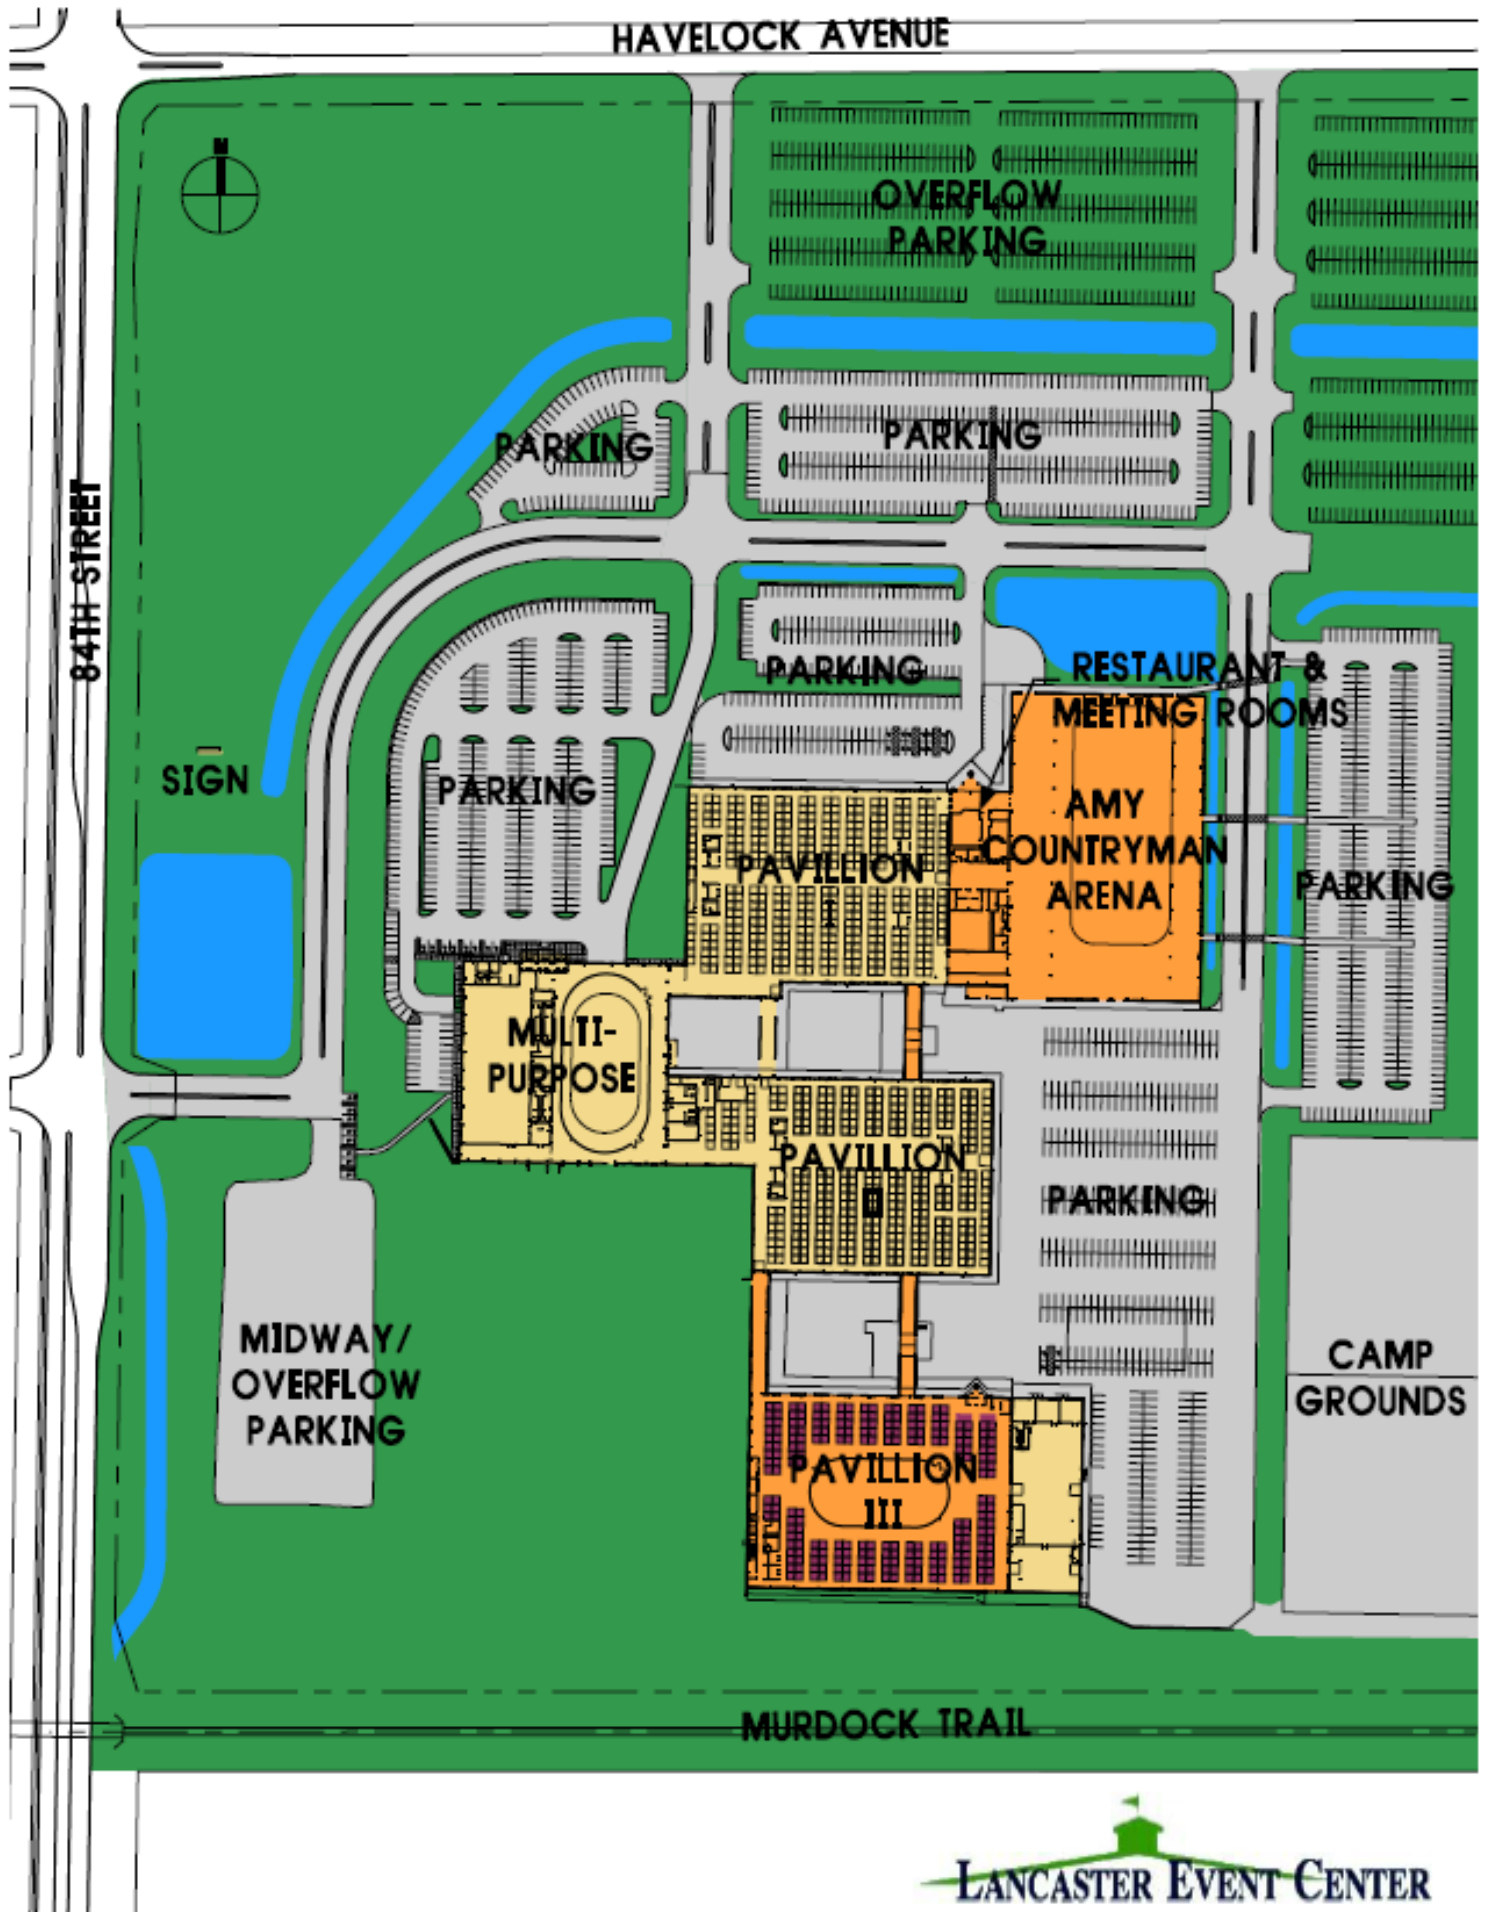 HAVELOCK AVENUE
N
OVERFLOW
PARKING
PARKING
PARKING
84TH STREET
PARKING
RESTAURANT &
MEETING ROOMS
SIGN
PARKING
AMY
COUNTRYMAN
ARENA
PAVILLION
I
PARKING
MULTI-
PURPOSE
PAVILLION
II
PARKING
MIDWAY/
OVERFLOW
PARKING
CAMP
GROUNDS
PAVILLION
III
MURDOCK TRAIL
LANCASTER EVENT CENTER